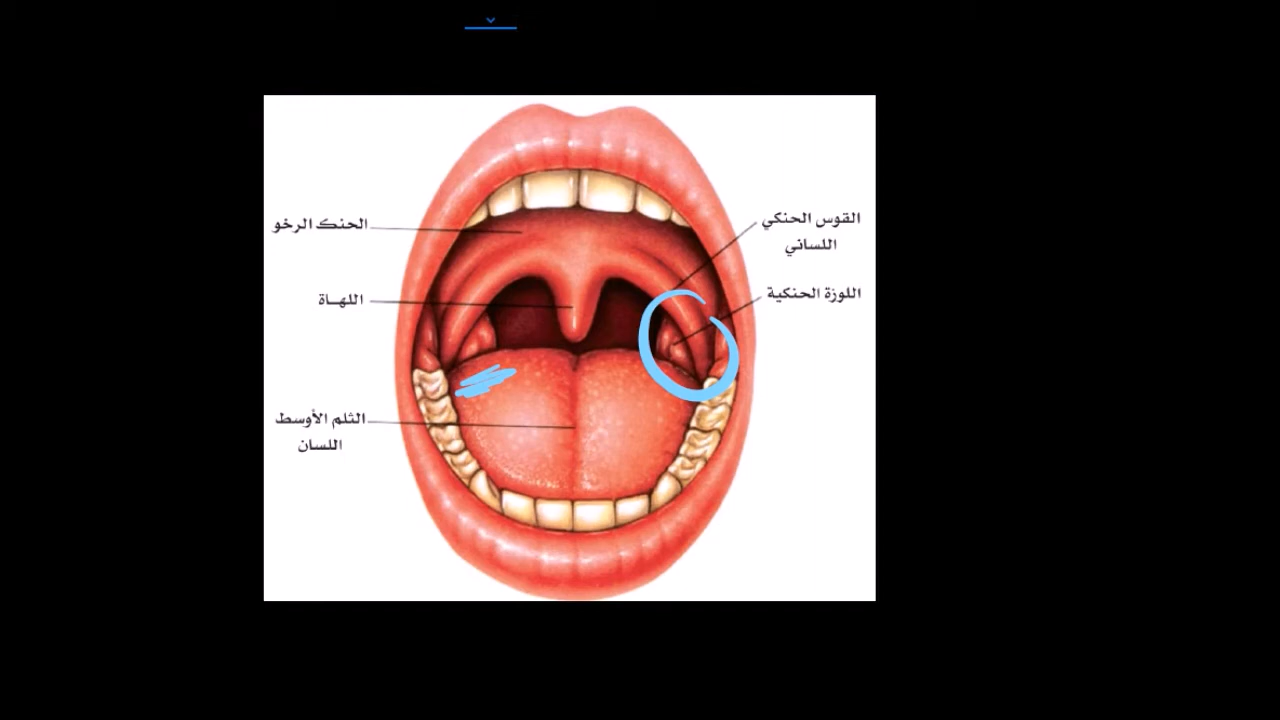 القوس الحنكي
اللساني
اللوزة الحنكية
الحنك الرخو
اللهاة
الثلم الأوسط
اللسان